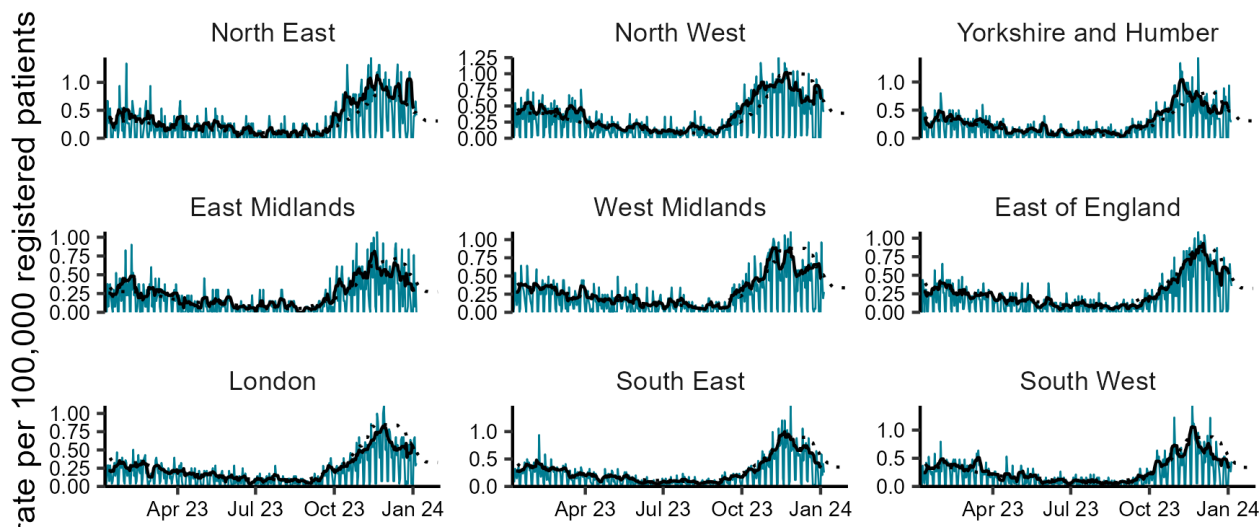 rate per 100,000 registered patients
North East
North West
Yorkshire and Humber
1.0
0.5
0.0
1.25
1.00
0.75
0.50
0.25
0.00
1.0
0.5
0.0
East Midlands
West Midlands
East of England
1.00
0.75
0.50
0.25
0.00
1.00
0.75
0.50
0.25
0.00
1.00
0.75
0.50
0.25
0.00
London
South East
South West
1.00
0.75
0.50
0.25
0.00
1.0
0.5
0.0
1.0
0.5
0.0
Apr 23 Jul 23 Oct 23 Jan 24
Apr 23 Jul 23 Oct 23 Jan 24
Apr 23 Jul 23 Oct 23 Jan 24